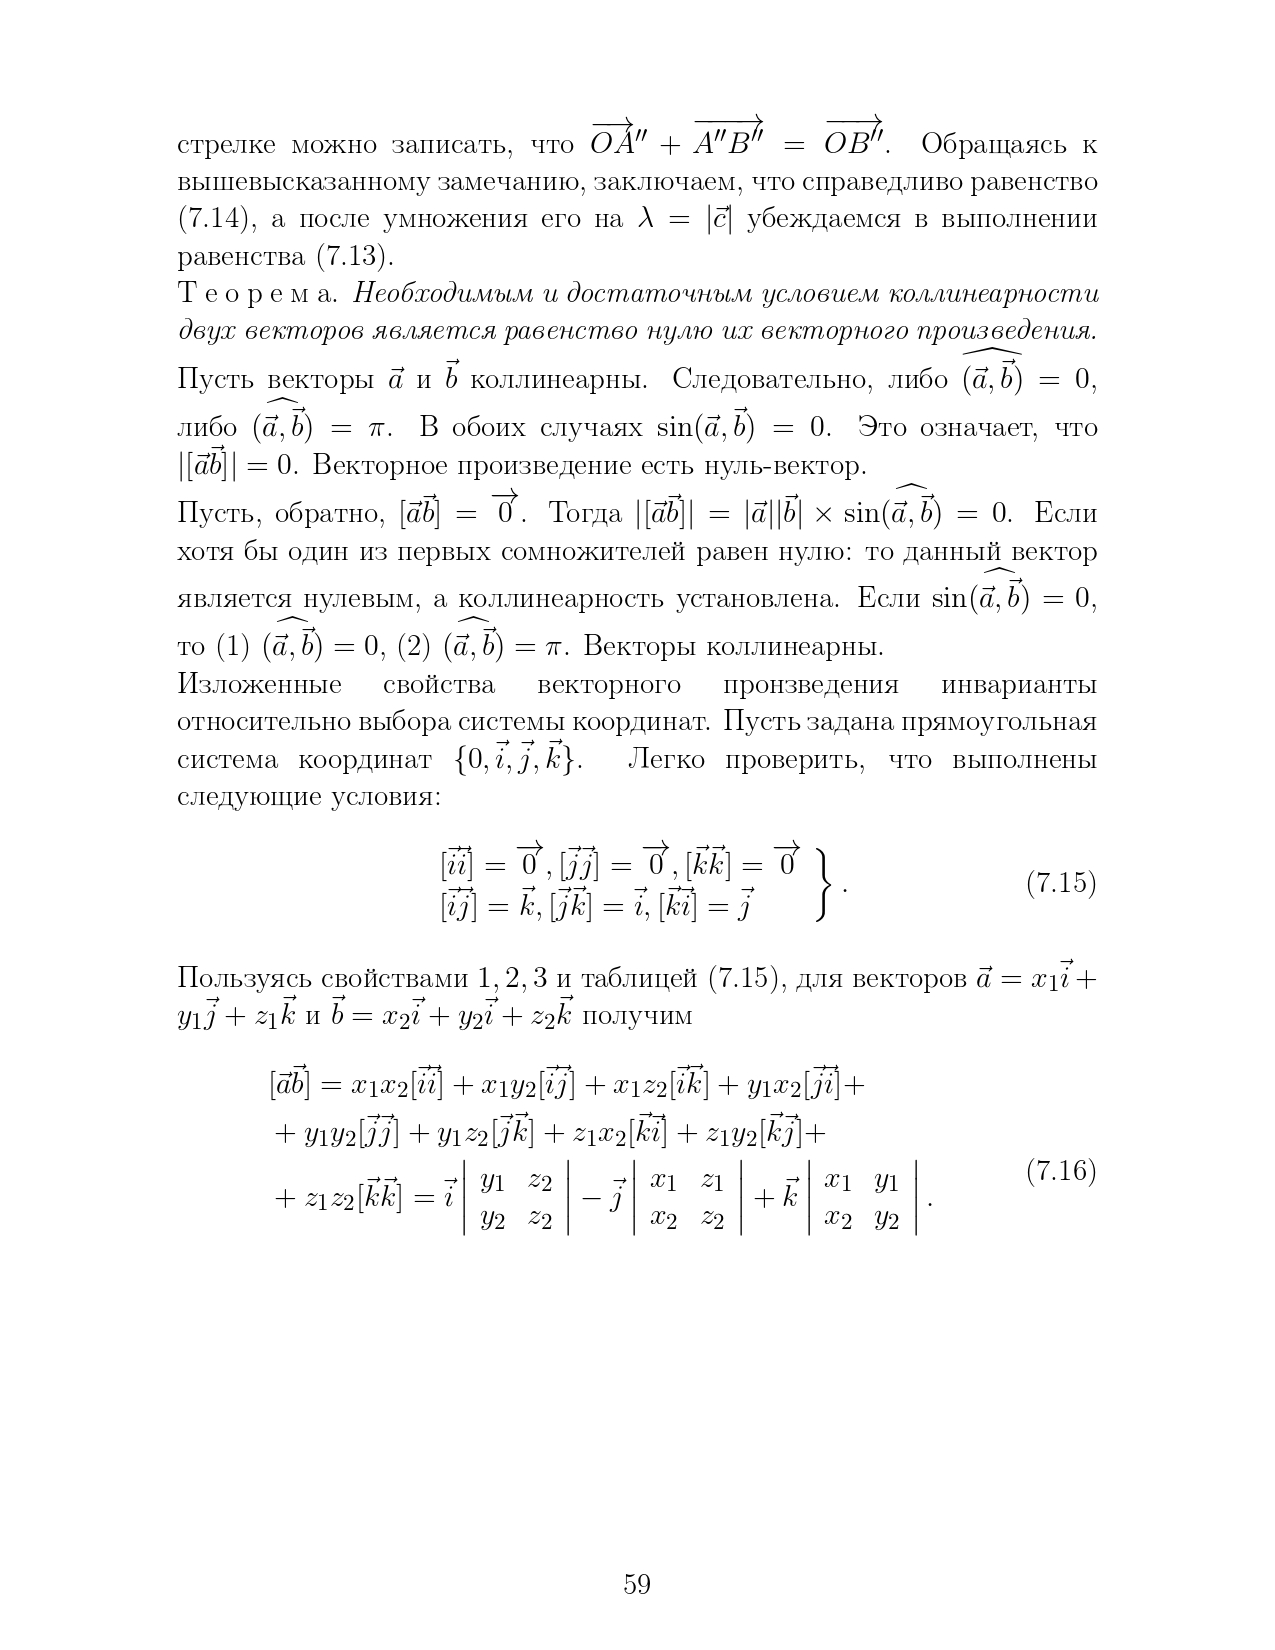 стрелке можно записать, что $\overrightarrow{OA''} + \overrightarrow{A''B''} = \overrightarrow{OB''}$. Обращаясь к
вышевысказанному замечанию, заключаем, что справедливо равенство
(7.14), а после умножения его на $\lambda = |\vec{c}|$ убеждаемся в выполнении
равенства (7.13).
Т е о р е м а. Необходимым и достаточным условием коллинеарности
двух векторов является равенство нулю их векторного произведения.
Пусть векторы $\vec{a}$ и $\vec{b}$ коллинеарны. Следовательно, либо $\widehat{(\vec{a}, \vec{b})} = 0$,
либо $(\widehat{\vec{a}, \vec{b}}) = \pi$. В обоих случаях $\sin(\vec{a}, \vec{b}) = 0$. Это означает, что
$|[\vec{a}\vec{b}]| = 0$. Векторное произведение есть нуль-вектор.
Пусть, обратно, $[\vec{a}\vec{b}] = \overrightarrow{0}$. Тогда $|[\vec{a}\vec{b}]| = |\vec{a}||\vec{b}| \times \sin(\widehat{\vec{a}, \vec{b}}) = 0$. Если
хотя бы один из первых сомножителей равен нулю: то данный вектор
является нулевым, а коллинеарность установлена. Если $\sin(\widehat{\vec{a}, \vec{b}}) = 0$,
то (1) $(\widehat{\vec{a}, \vec{b}}) = 0$, (2) $(\widehat{\vec{a}, \vec{b}}) = \pi$. Векторы коллинеарны.
Изложенные свойства векторного пронзведения инварианты
относительно выбора системы координат. Пусть задана прямоугольная
система координат $\{0, \vec{i}, \vec{j}, \vec{k}\}$. Легко проверить, что выполнены
следующие условия:
$\left. \begin{array}{l} [\vec{i}\vec{i}] = \overrightarrow{0}, [\vec{j}\vec{j}] = \overrightarrow{0}, [\vec{k}\vec{k}] = \overrightarrow{0} \\ [\vec{i}\vec{j}] = \vec{k}, [\vec{j}\vec{k}] = \vec{i}, [\vec{k}\vec{i}] = \vec{j} \end{array} \right\}.$ (7.15)
Пользуясь свойствами 1, 2, 3 и таблицей (7.15), для векторов $\vec{a} = x_1\vec{i} +$
$y_1\vec{j} + z_1\vec{k}$ и $\vec{b} = x_2\vec{i} + y_2\vec{i} + z_2\vec{k}$ получим
$[\vec{a}\vec{b}] = x_1x_2[\vec{i}\vec{i}] + x_1y_2[\vec{i}\vec{j}] + x_1z_2[\vec{i}\vec{k}] + y_1x_2[\vec{j}\vec{i}] +$
$+ y_1y_2[\vec{j}\vec{j}] + y_1z_2[\vec{j}\vec{k}] + z_1x_2[\vec{k}\vec{i}] + z_1y_2[\vec{k}\vec{j}] +$
$+ z_1z_2[\vec{k}\vec{k}] = \vec{i} \begin{vmatrix} y_1 & z_2 \\ y_2 & z_2 \end{vmatrix} - \vec{j} \begin{vmatrix} x_1 & z_1 \\ x_2 & z_2 \end{vmatrix} + \vec{k} \begin{vmatrix} x_1 & y_1 \\ x_2 & y_2 \end{vmatrix}.$ (7.16)
59